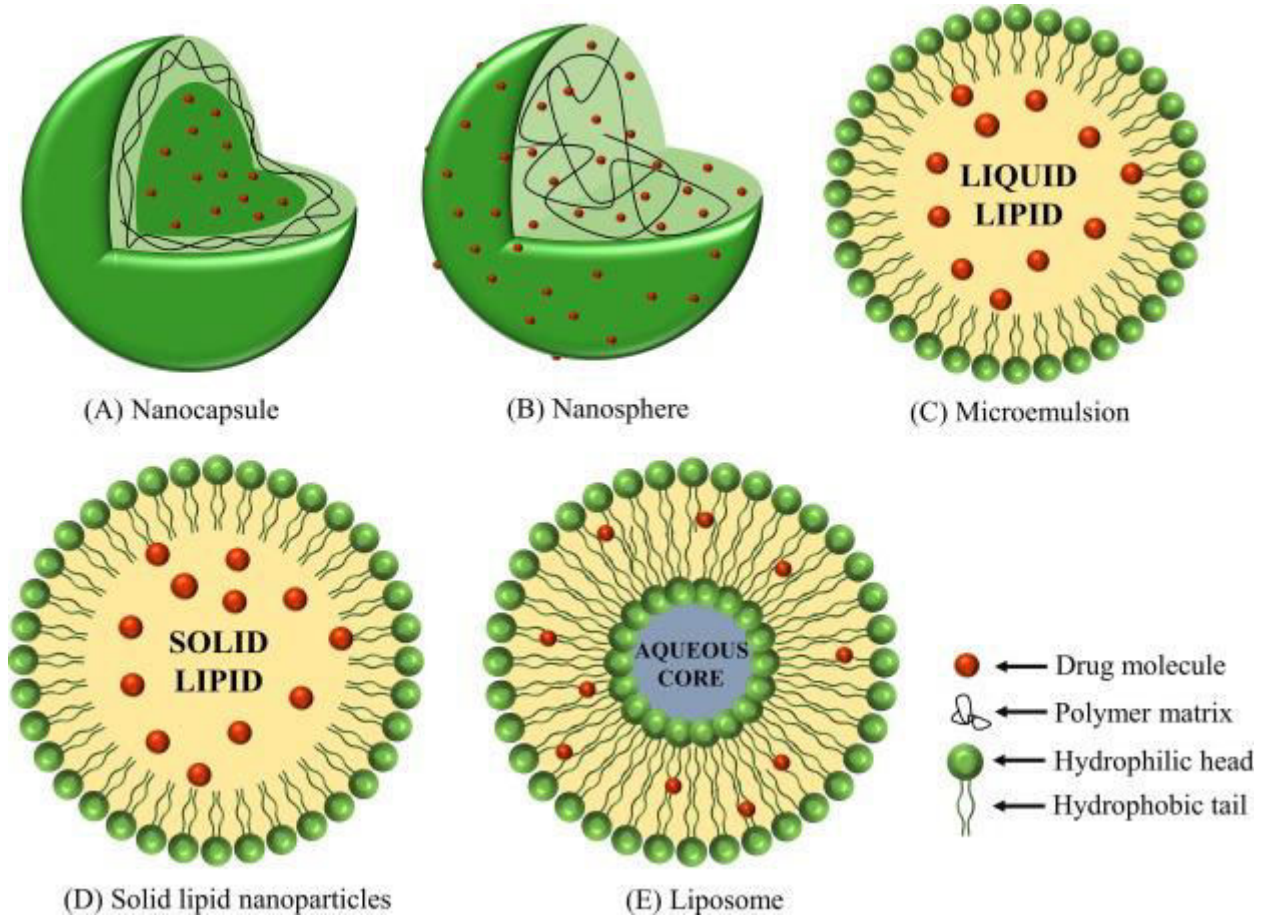 LIQUID
LIPID
(A) Nanocapsule
(B) Nanosphere
(C) Microemulsion
SOLID
LIPID
AQUEOUS
CORE
Drug molecule
Polymer matrix
Hydrophilic head
Hydrophobic tail
(D) Solid lipid nanoparticles
(E) Liposome